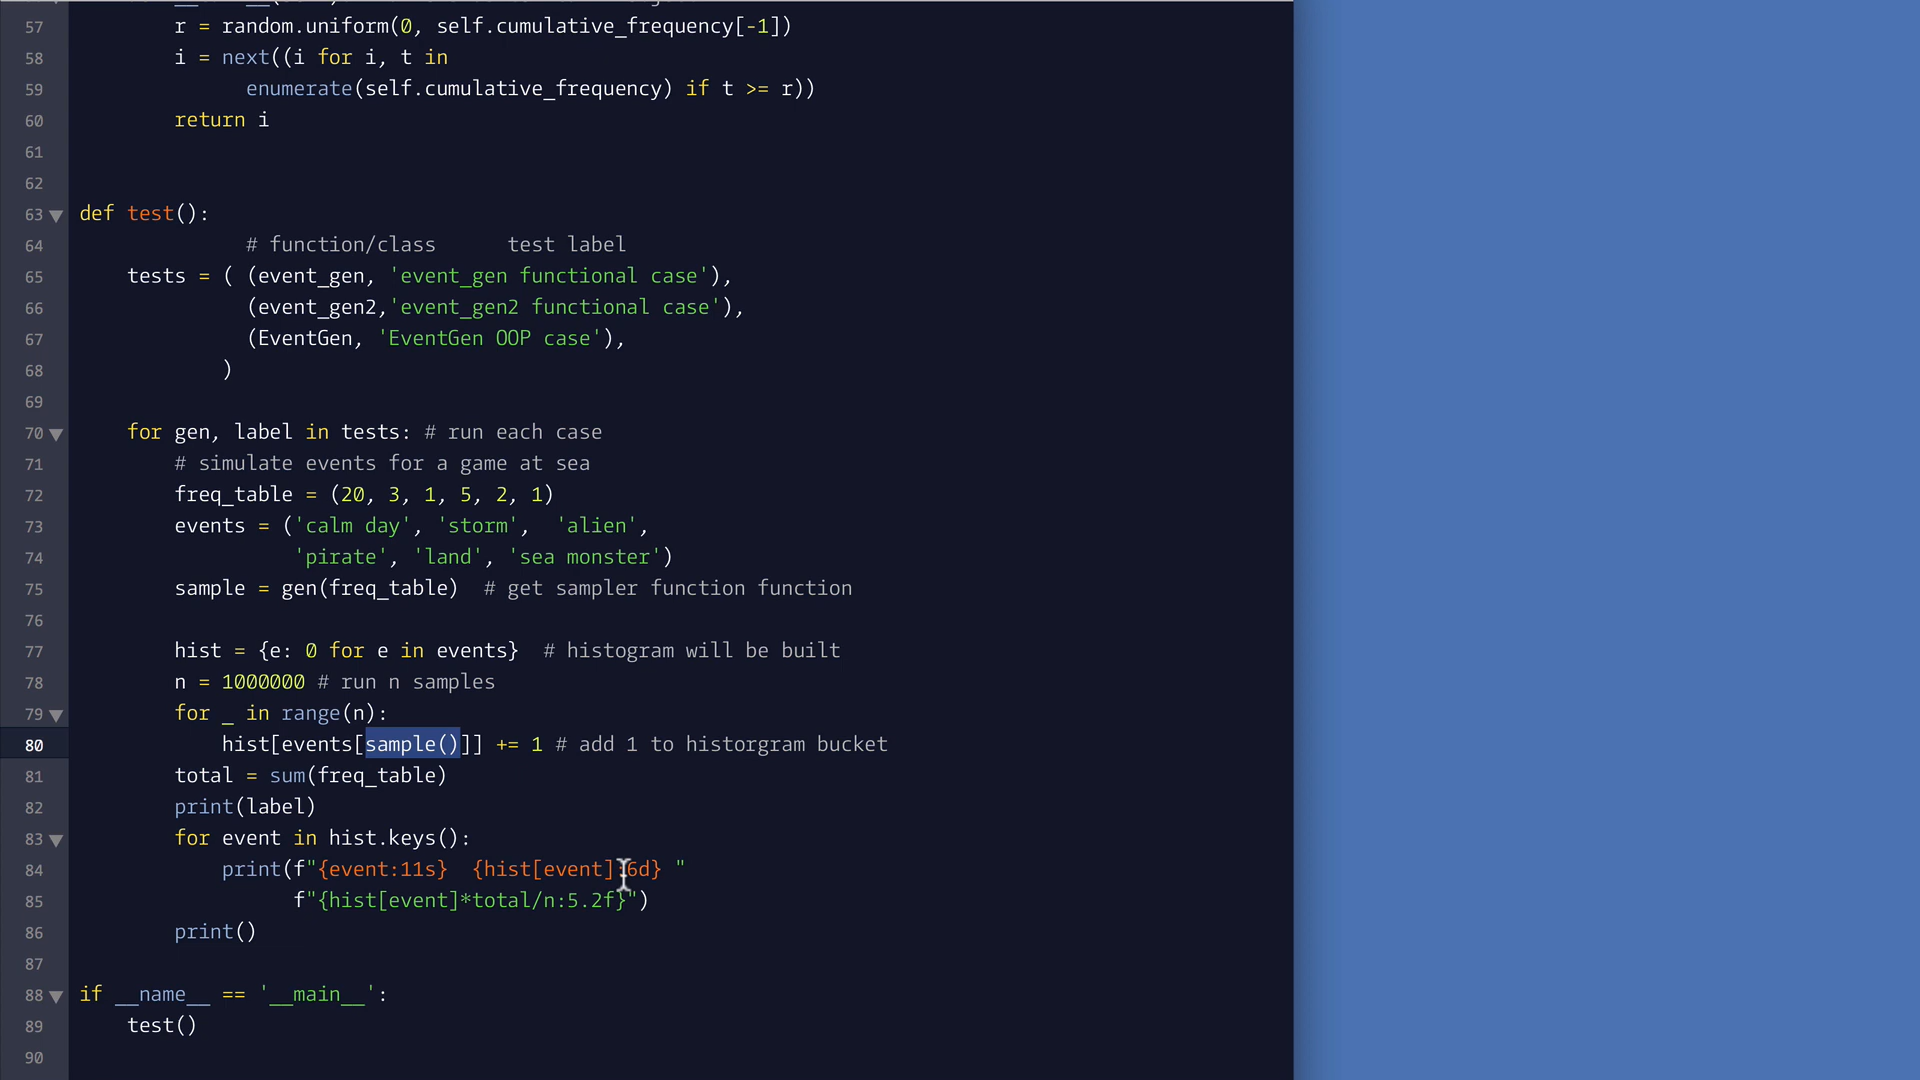 57 r = random.uniform(0, self.cumulative_frequency[-1])
58 i = next((i for i, t in
59 enumerate(self.cumulative_frequency) if t >= r))
60 return i
61
62
63 def test():
64 # function/class test label
65 tests = ( (event_gen, 'event_gen functional case'),
66 (event_gen2,'event_gen2 functional case'),
67 (EventGen, 'EventGen OOP case'),
68 )
69
70 for gen, label in tests: # run each case
71 # simulate events for a game at sea
72 freq_table = (20, 3, 1, 5, 2, 1)
73 events = ('calm day', 'storm', 'alien',
74 'pirate', 'land', 'sea monster')
75 sample = gen(freq_table) # get sampler function function
76
77 hist = {e: 0 for e in events} # histogram will be built
78 n = 1000000 # run n samples
79 for _ in range(n):
80 hist[events[sample()]] += 1 # add 1 to historgram bucket
81 total = sum(freq_table)
82 print(label)
83 for event in hist.keys():
84 print(f"{event:11s} {hist[event]:6d} "
85 f"{hist[event]*total/n:5.2f}")
86 print()
87
88 if __name__ == '__main__':
89 test()
90